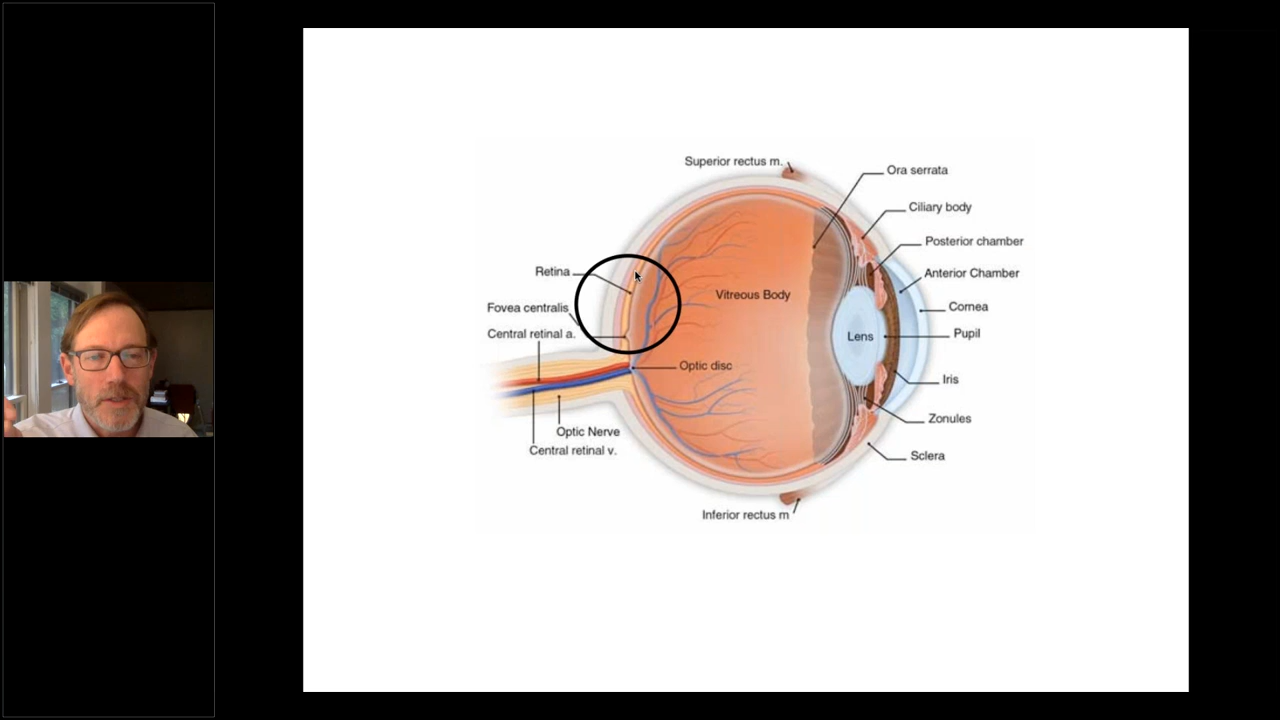 Superior rectus m.
Ora serrata
Ciliary body
Posterior chamber
Anterior Chamber
Retina
Vitreous Body
Fovea centralis
Cornea
Central retinal a.
Lens
Pupil
Optic disc
Iris
Zonules
Optic Nerve
Central retinal v.
Sclera
Inferior rectus m